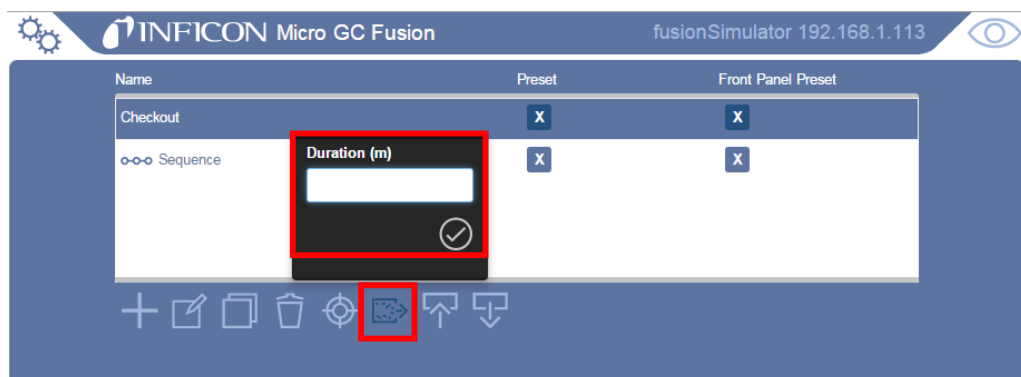 INFICON Micro GC Fusion
fusionSimulator 192.168.1.113
Name Preset Front Panel Preset
Checkout X X
Sequence X X
Duration (m)